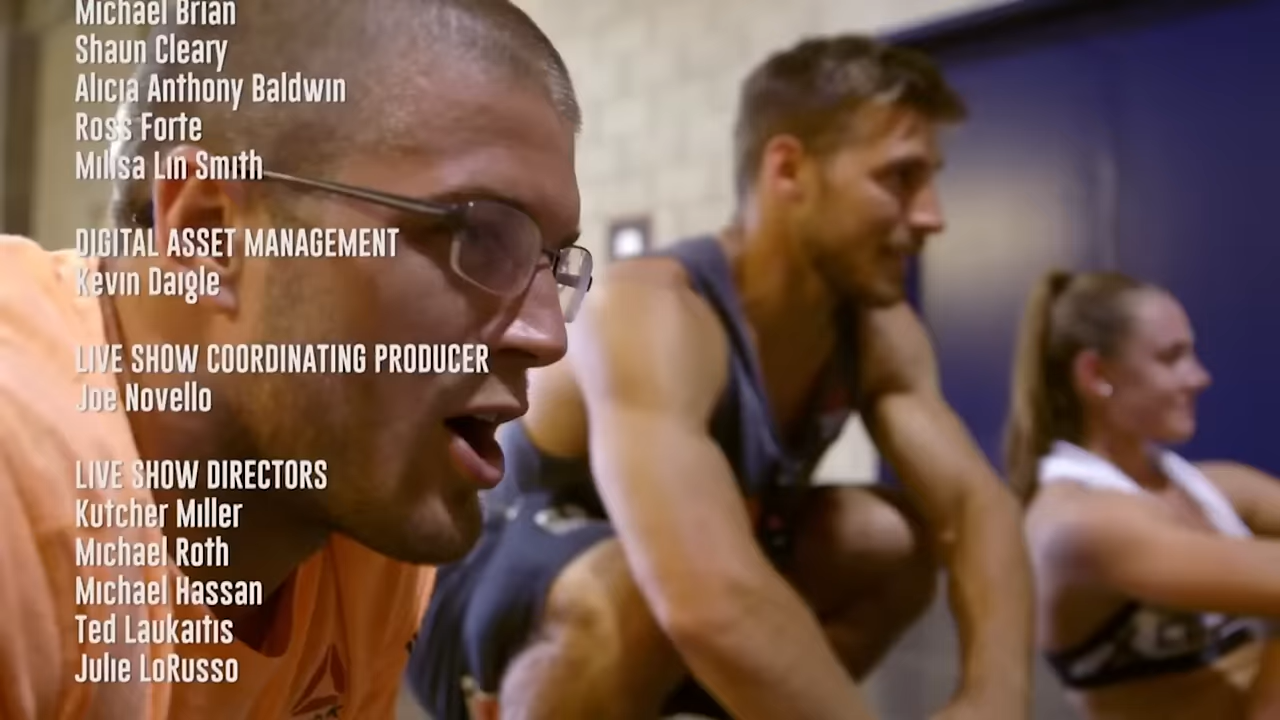 Michael Brian
Shaun Cleary
Alicia Anthony Baldwin
Ross Forte
Milisa Lin Smith
DIGITAL ASSET MANAGEMENT
Kevin Daigle
LIVE SHOW COORDINATING PRODUCER
Joe Novello
LIVE SHOW DIRECTORS
Kutcher Miller
Michael Roth
Michael Hassan
Ted Laukaitis
Julie LoRusso